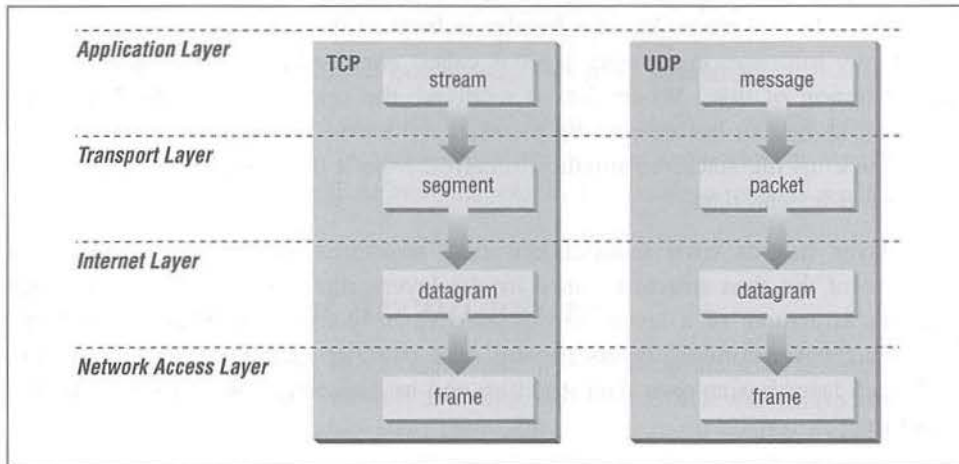 Application Layer
TCP
UDP
stream
message
Transport Layer
segment
packet
Internet Layer
datagram
datagram
Network Access Layer
frame
frame